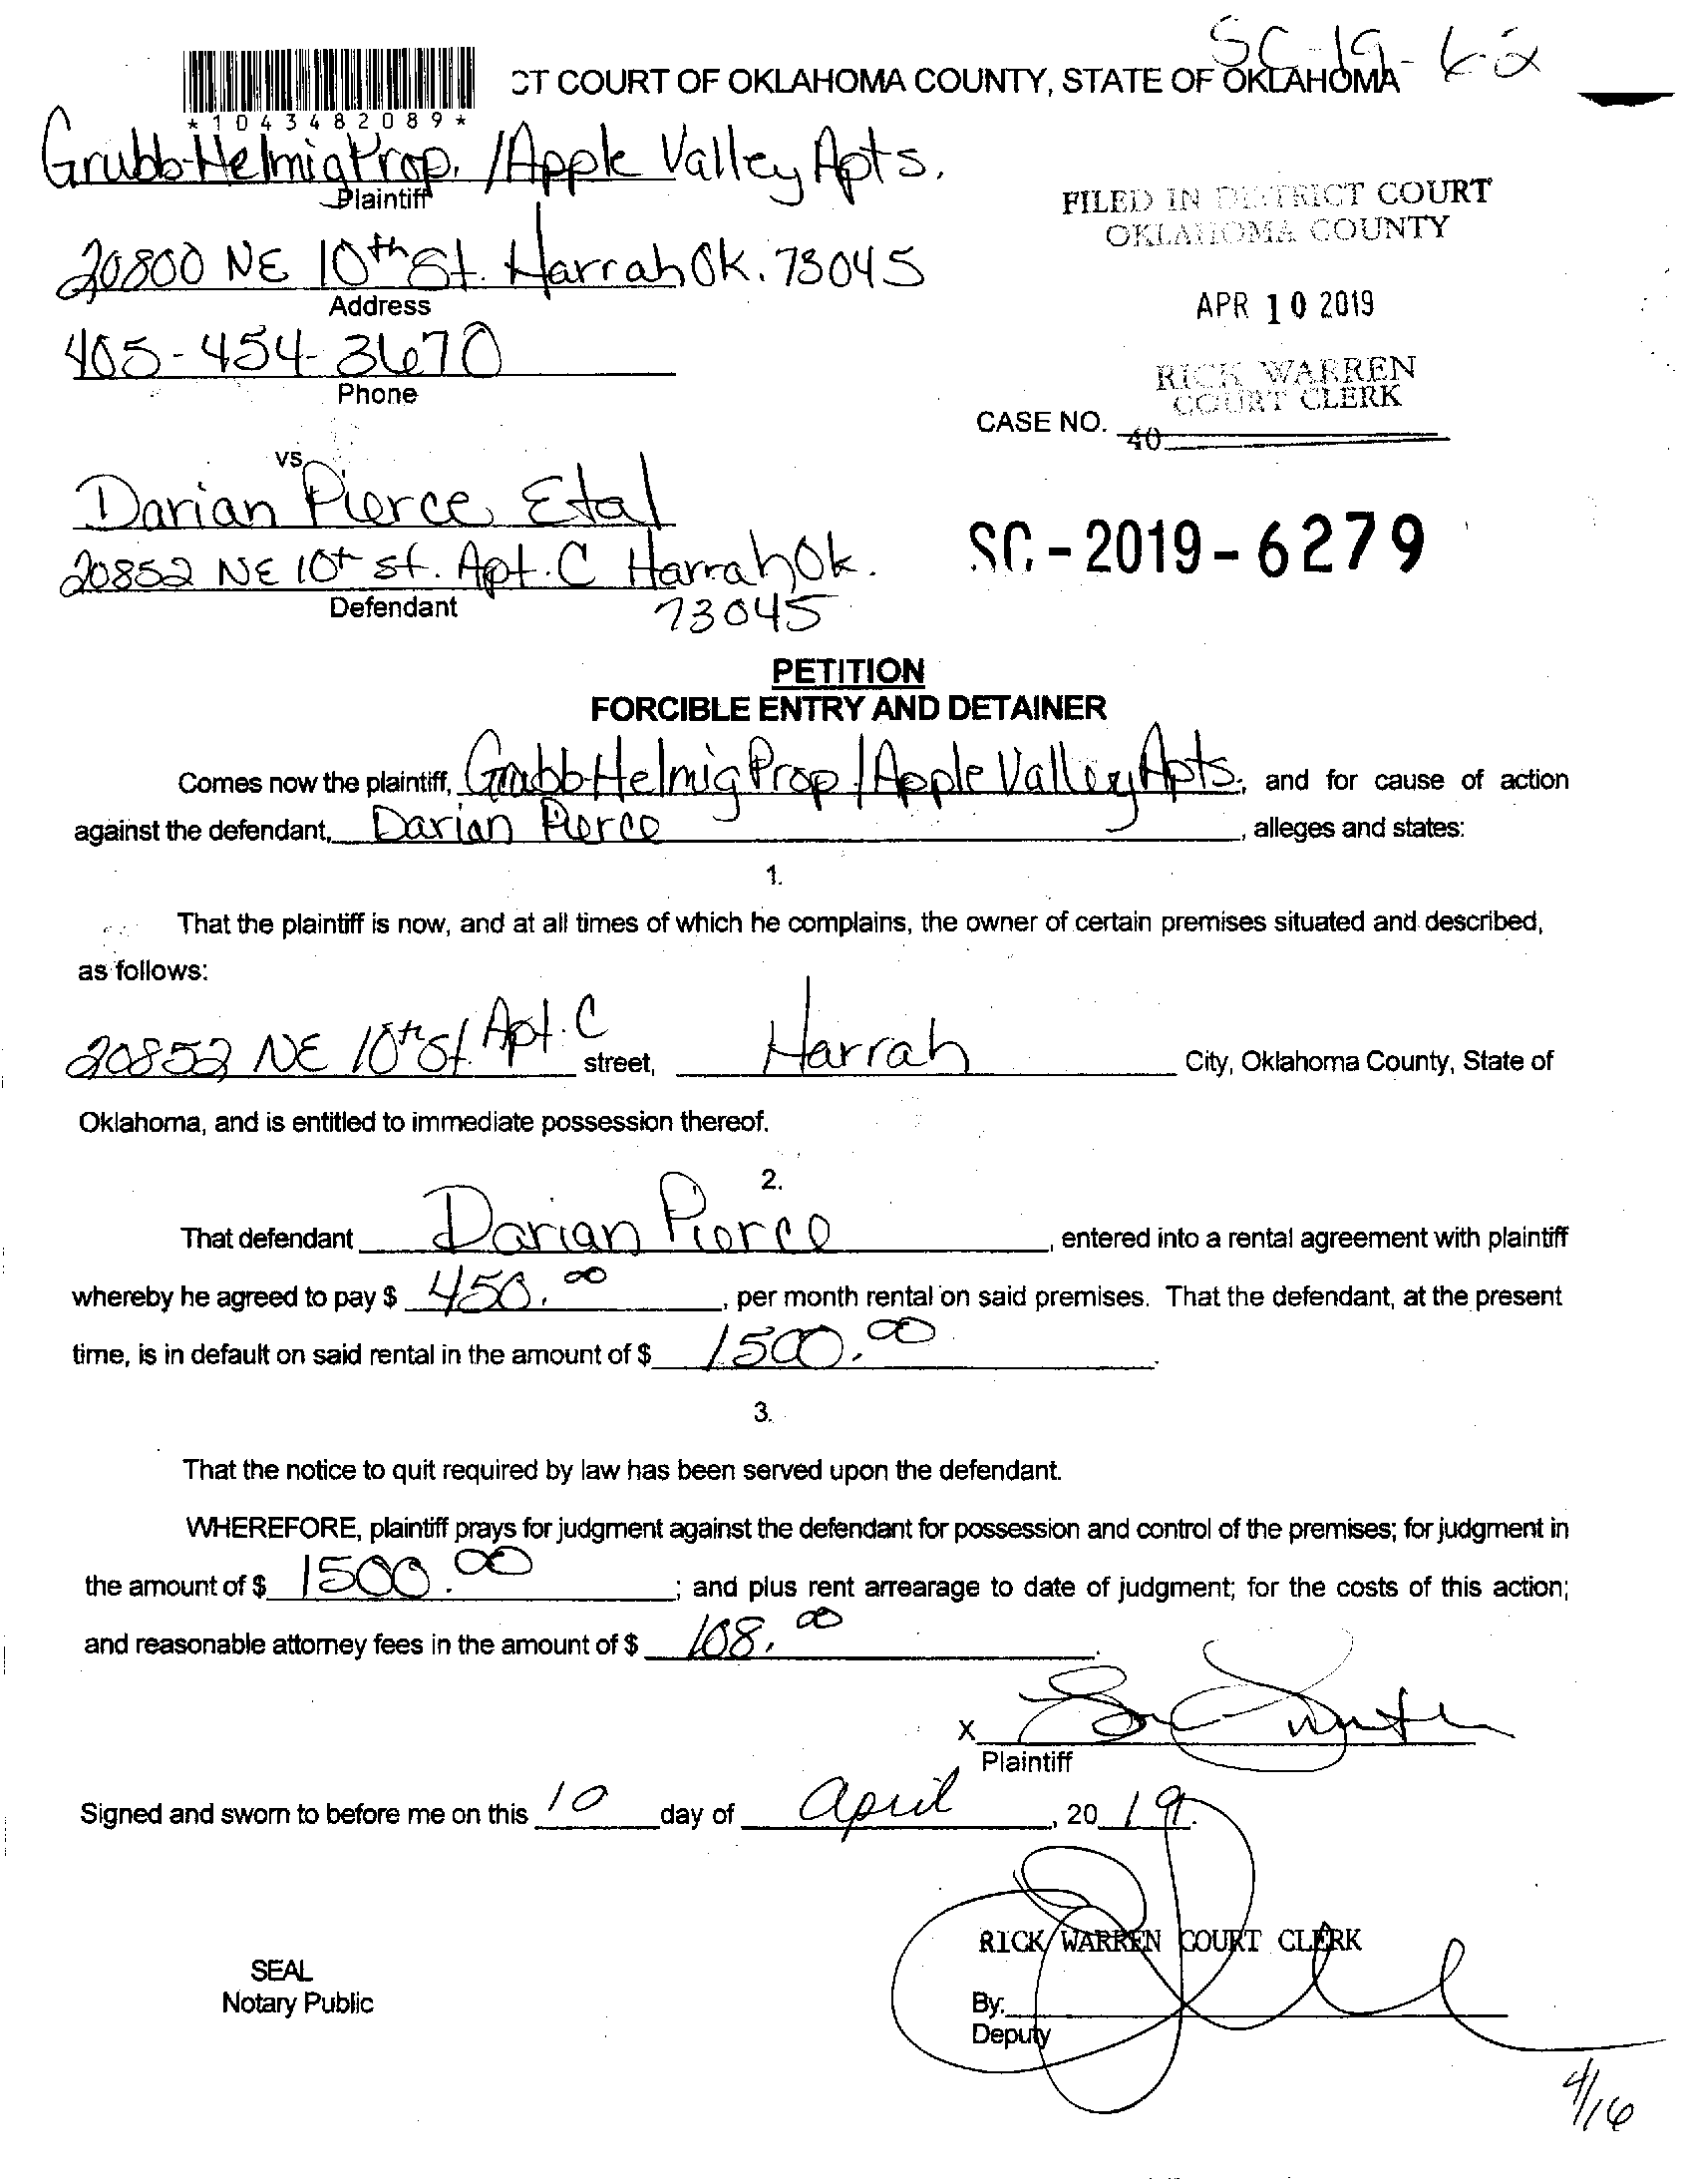 SC-19-62
CT COURT OF OKLAHOMA COUNTY, STATE OF OKLAHOMA
*1043482089*
Grubb-Helmig Prop. / Apple Valley Apts.
Plaintiff
FILED IN DISTRICT COURT
OKLAHOMA COUNTY
20800 NE 10th St. Harrah Ok. 73045
Address
APR 10 2019
405-454-3670
Phone
RICK WARREN
COURT CLERK
CASE NO.
40
vs
Darian Pierce Etal
20852 NE 10th st. Apt. C Harrah Ok.
73045
Defendant
SC-2019-6279
PETITION
FORCIBLE ENTRY AND DETAINER
Comes now the plaintiff, Grubb-Helmig Prop / Apple Valley Apts., and for cause of action
against the defendant, Darian Pierce, alleges and states:
1.
That the plaintiff is now, and at all times of which he complains, the owner of certain premises situated and described,
as follows:
20852 NE 10th St. Apt. C street, Harrah City, Oklahoma County, State of
Oklahoma, and is entitled to immediate possession thereof.
2.
That defendant Darian Pierce, entered into a rental agreement with plaintiff
whereby he agreed to pay $ 450.00, per month rental on said premises. That the defendant, at the present
time, is in default on said rental in the amount of $ 1500.00.
3.
That the notice to quit required by law has been served upon the defendant.
WHEREFORE, plaintiff prays for judgment against the defendant for possession and control of the premises; for judgment in
the amount of $ 1500.00; and plus rent arrearage to date of judgment; for the costs of this action;
and reasonable attorney fees in the amount of $ 108.00.
X
Plaintiff
Signed and sworn to before me on this 10 day of April, 2019.
RICK WARREN COURT CLERK
SEAL
Notary Public
By:
Deputy
4/16